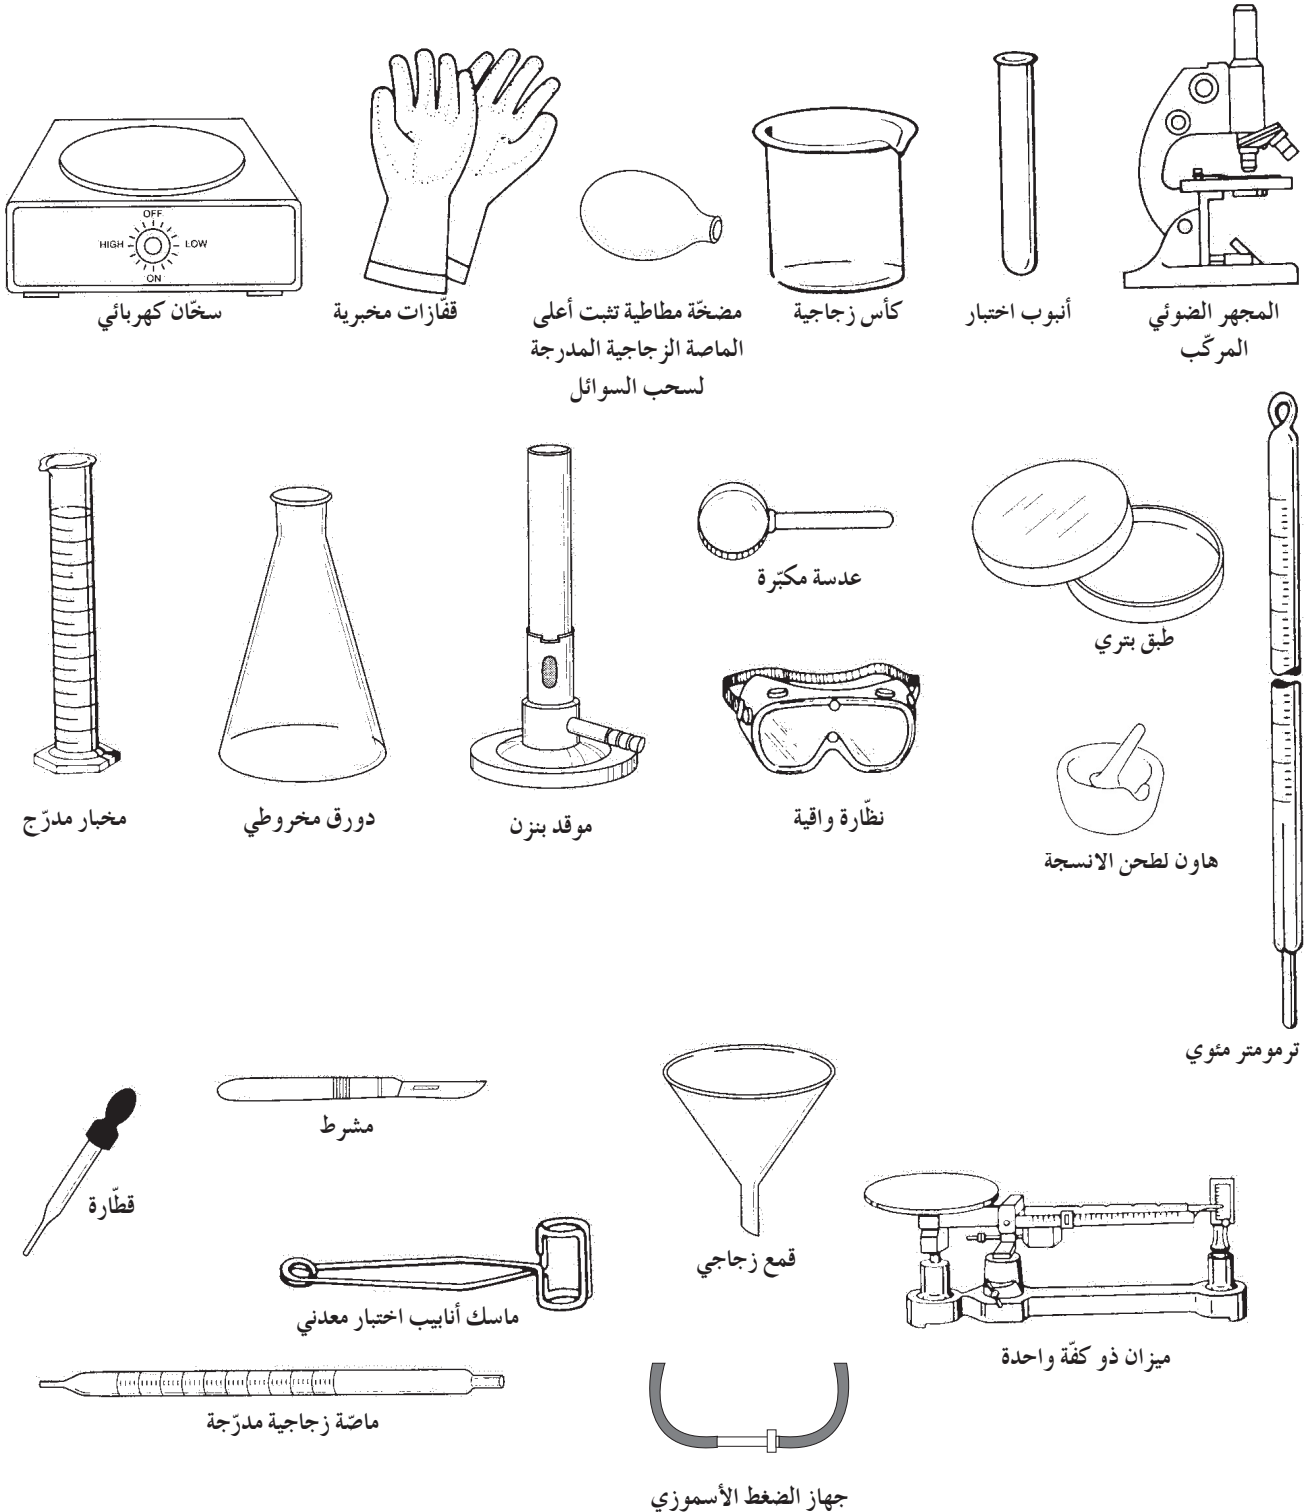 OFF
HIGH
LOW
ON
المجهر الضوئي
المركّب
أنبوب اختبار
كأس زجاجية
مضخّة مطاطية تثبت أعلى
الماصة الزجاجية المدرجة
لسحب السوائل
قفّازات مخبرية
سخّان كهربائي
طبق بتري
عدسة مكبّرة
هاون لطحن الانسجة
نظّارة واقية
موقد بنزن
دورق مخروطي
مخبار مدرّج
ترمومتر مئوي
مشرط
قطّارة
قمع زجاجي
ماسك أنابيب اختبار معدني
ميزان ذو كفّة واحدة
ماصّة زجاجية مدرّجة
جهاز الضغط الأسموزي